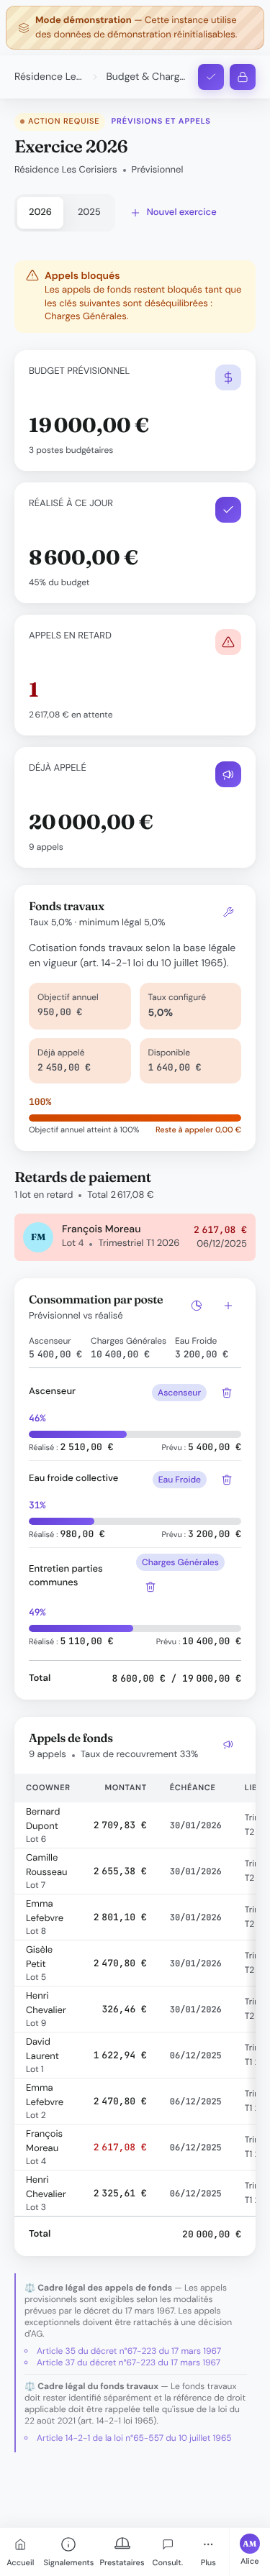 Mode démonstration — Cette instance utilise
des données de démonstration réinitialisables.
Résidence Le… › Budget & Charg…
ACTION REQUISE PRÉVISIONS ET APPELS
Exercice 2026
Résidence Les Cerisiers • Prévisionnel
2026 2025 + Nouvel exercice
Appels bloqués
Les appels de fonds restent bloqués tant que
les clés suivantes sont déséquilibrées :
Charges Générales.
BUDGET PRÉVISIONNEL
19 000,00 €
3 postes budgétaires
RÉALISÉ À CE JOUR
8 600,00 €
45% du budget
APPELS EN RETARD
1
2 617,08 € en attente
DÉJÀ APPELÉ
20 000,00 €
9 appels
Fonds travaux
Taux 5,0% · minimum légal 5,0%
Cotisation fonds travaux selon la base légale
en vigueur (art. 14-2-1 loi du 10 juillet 1965).
Objectif annuel Taux configuré
950,00 € 5,0%
Déjà appelé Disponible
2 450,00 € 1 640,00 €
100%
Objectif annuel atteint à 100% Reste à appeler 0,00 €
Retards de paiement
1 lot en retard • Total 2 617,08 €
FM François Moreau 2 617,08 €
Lot 4 • Trimestriel T1 2026 06/12/2025
Consommation par poste
Prévisionnel vs réalisé
Ascenseur Charges Générales Eau Froide
5 400,00 € 10 400,00 € 3 200,00 €
Ascenseur Ascenseur
46%
Réalisé : 2 510,00 € Prévu : 5 400,00 €
Eau froide collective Eau Froide
31%
Réalisé : 980,00 € Prévu : 3 200,00 €
Entretien parties Charges Générales
communes
49%
Réalisé : 5 110,00 € Prévu : 10 400,00 €
Total 8 600,00 € / 19 000,00 €
Appels de fonds
9 appels • Taux de recouvrement 33%
COOWNER MONTANT ÉCHÉANCE
Bernard
Dupont 2 709,83 € 30/01/2026
Lot 6 T2
Camille
Rousseau 2 655,38 € 30/01/2026
Lot 7 T2
Emma
Lefebvre 2 801,10 € 30/01/2026
Lot 8 T2
Gisèle
Petit 2 470,80 € 30/01/2026
Lot 5 T2
Henri
Chevalier 326,46 € 30/01/2026
Lot 9 T2
David
Laurent 1 622,94 € 06/12/2025
Lot 1 T1
Emma
Lefebvre 2 470,80 € 06/12/2025
Lot 2 T1
François
Moreau 2 617,08 € 06/12/2025
Lot 4 T1
Henri
Chevalier 2 325,61 € 06/12/2025
Lot 3 T1
Total 20 000,00 €
Cadre légal des appels de fonds — Les appels
provisionnels sont exigibles selon les modalités
prévues par le décret du 17 mars 1967. Les appels
exceptionnels doivent être rattachés à une décision
d'AG.
Article 35 du décret n°67-223 du 17 mars 1967
Article 37 du décret n°67-223 du 17 mars 1967
Cadre légal du fonds travaux — Le fonds travaux
doit rester identifié séparément et la référence de droit
applicable doit être rappelée telle qu'issue de la loi du
22 août 2021 (art. 14-2-1 loi 1965).
Article 14-2-1 de la loi n°65-557 du 10 juillet 1965
AM
Accueil Signalements Prestataires Consult. Plus Alice